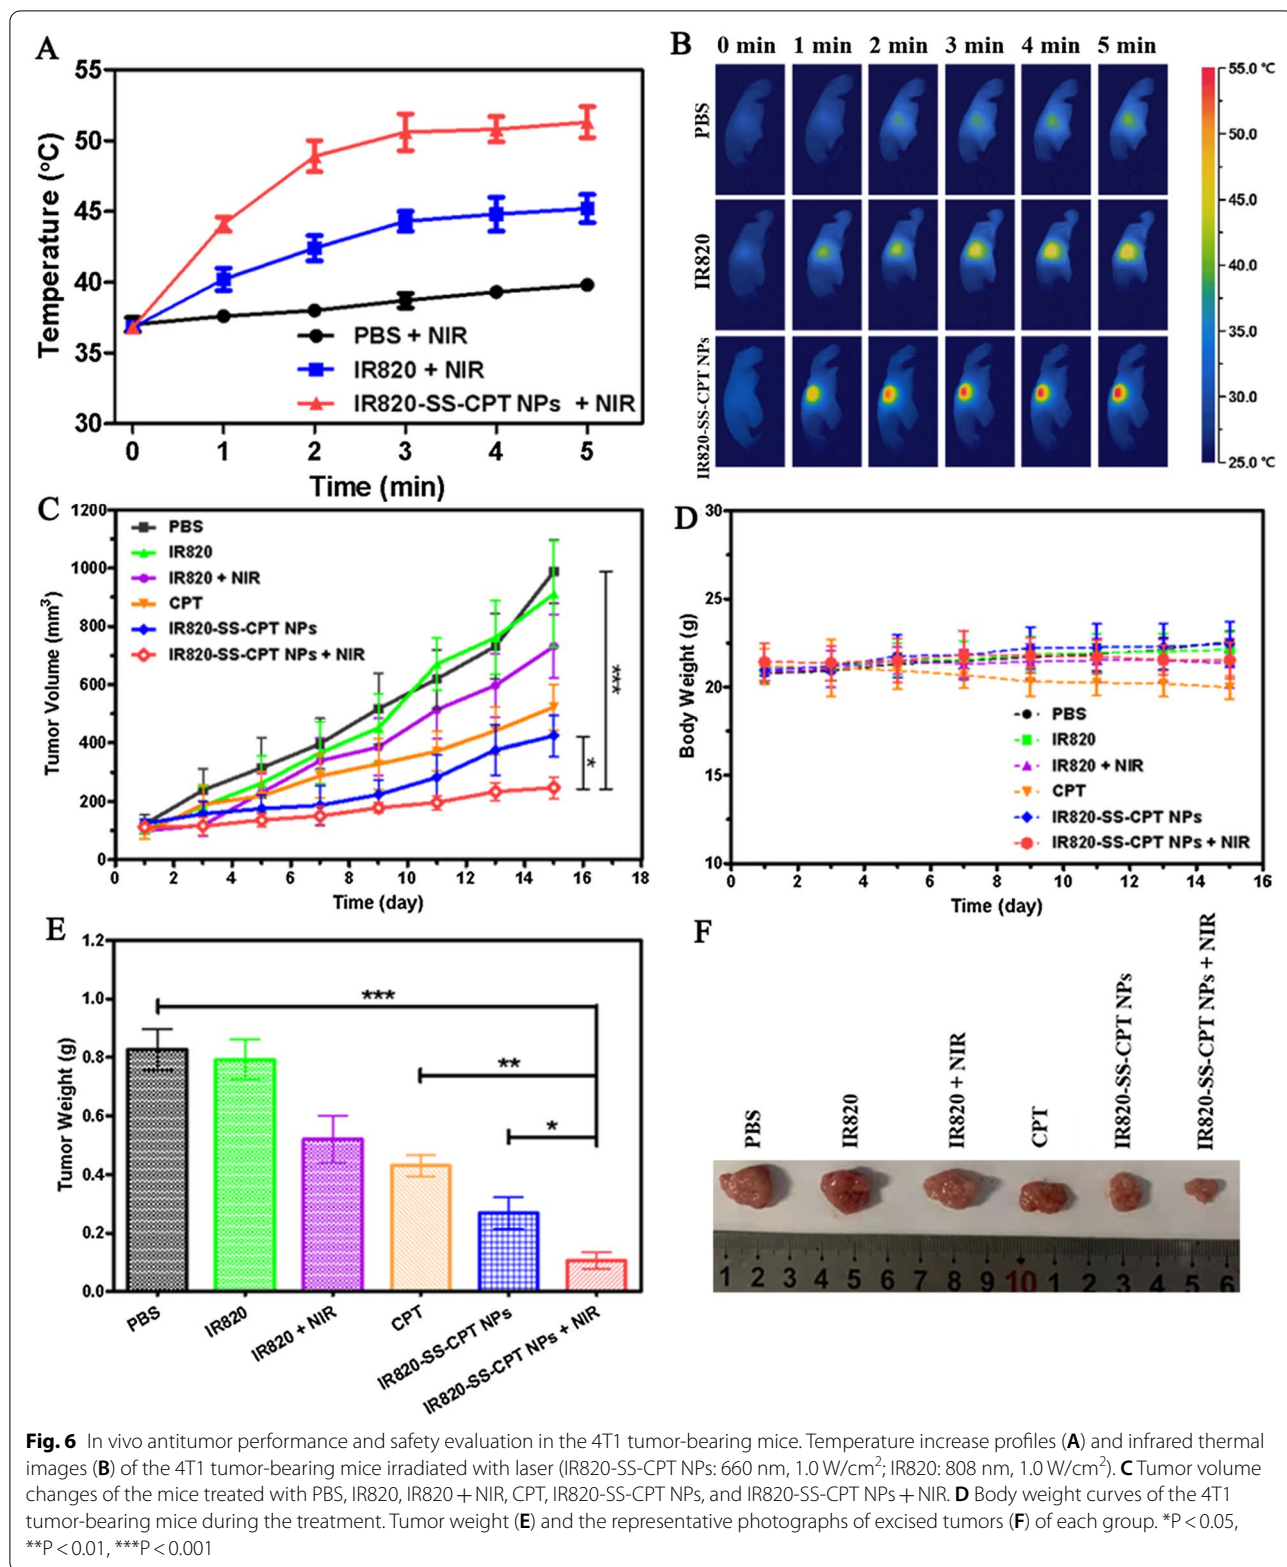 A
55
50
45
40
35
30
Temperature (°C)
0 1 2 3 4 5
Time (min)
PBS + NIR
IR820 + NIR
IR820-SS-CPT NPs + NIR
B
0 min 1 min 2 min 3 min 4 min 5 min
PBS
IR820
IR820-SS-CPT NPs
55.0 °C
50.0
45.0
40.0
35.0
30.0
25.0 °C
C
1200
1000
800
600
400
200
0
Tumor Volume (mm³)
PBS
IR820
IR820 + NIR
CPT
IR820-SS-CPT NPs
IR820-SS-CPT NPs + NIR
***
*
0 2 4 6 8 10 12 14 16 18
Time (day)
D
30
25
20
15
10
Body Weight (g)
PBS
IR820
IR820 + NIR
CPT
IR820-SS-CPT NPs
IR820-SS-CPT NPs + NIR
0 2 4 6 8 10 12 14 16
Time (day)
E
1.2
1.0
0.8
0.6
0.4
0.2
0.0
Tumor Weight (g)
***
**
*
PBS
IR820
IR820 + NIR
CPT
IR820-SS-CPT NPs
IR820-SS-CPT NPs + NIR
F
PBS
IR820
IR820 + NIR
CPT
IR820-SS-CPT NPs
IR820-SS-CPT NPs + NIR
1 2 3 4 5 6 7 8 9 10 1 2 3 4 5 6
Fig. 6 In vivo antitumor performance and safety evaluation in the 4T1 tumor-bearing mice. Temperature increase profiles (A) and infrared thermal
images (B) of the 4T1 tumor-bearing mice irradiated with laser (IR820-SS-CPT NPs: 660 nm, 1.0 W/cm²; IR820: 808 nm, 1.0 W/cm²). C Tumor volume
changes of the mice treated with PBS, IR820, IR820 + NIR, CPT, IR820-SS-CPT NPs, and IR820-SS-CPT NPs + NIR. D Body weight curves of the 4T1
tumor-bearing mice during the treatment. Tumor weight (E) and the representative photographs of excised tumors (F) of each group. *P < 0.05,
**P < 0.01, ***P < 0.001